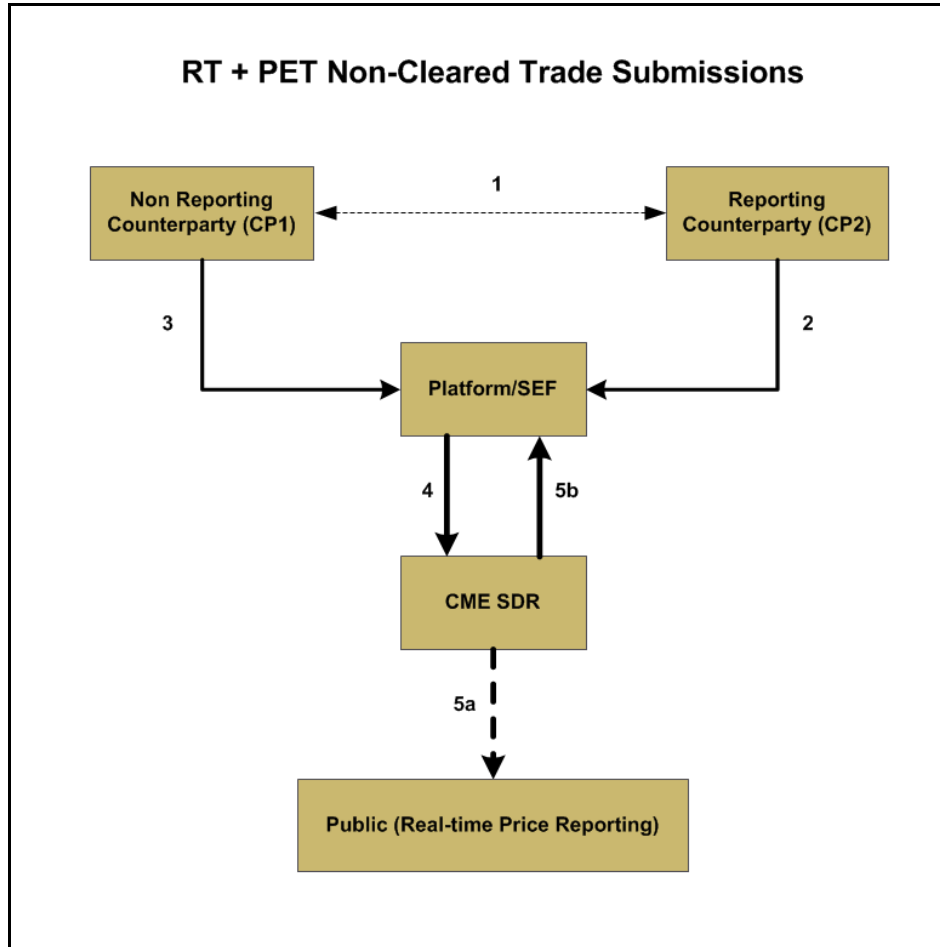 RT + PET Non-Cleared Trade Submissions
1
Non Reporting
Counterparty (CP1)
Reporting
Counterparty (CP2)
3
2
Platform/SEF
4
5b
CME SDR
5a
Public (Real-time Price Reporting)